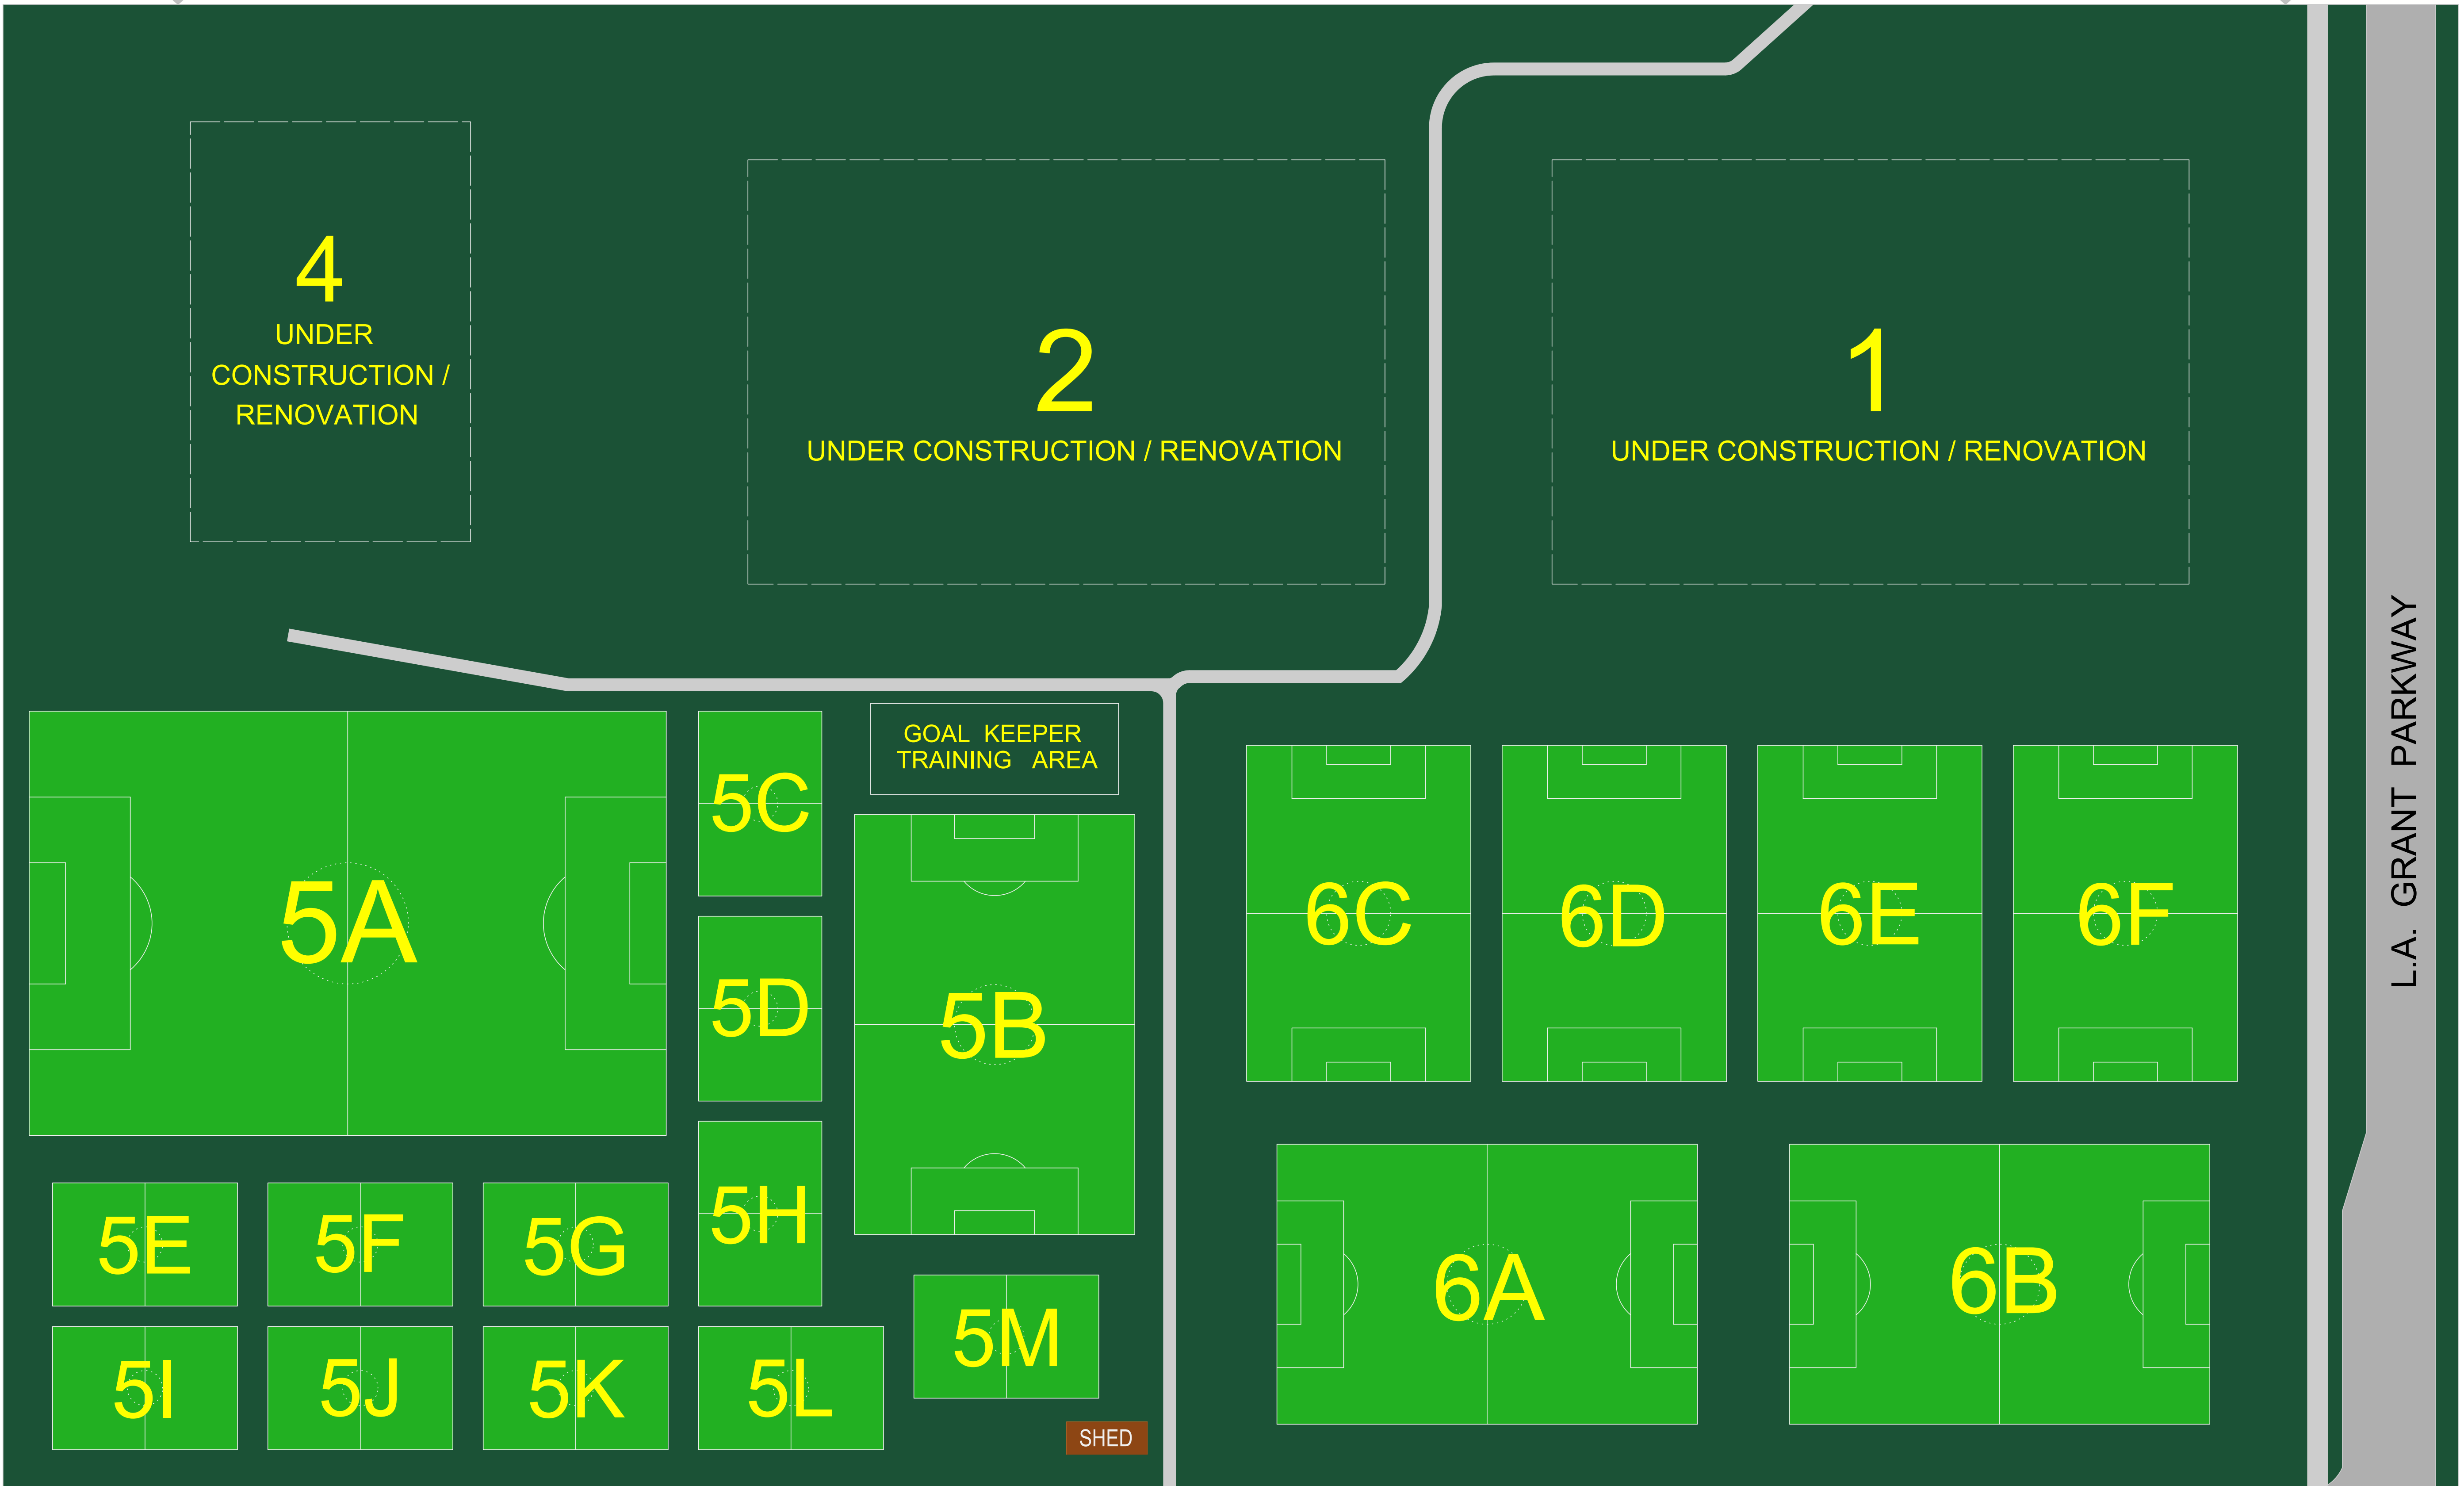 4
UNDER
CONSTRUCTION /
RENOVATION
2
UNDER CONSTRUCTION / RENOVATION
1
UNDER CONSTRUCTION / RENOVATION
L.A. GRANT PARKWAY
GOAL KEEPER
TRAINING AREA
5A
5C
5D
5B
5H
5E
5F
5G
5I
5J
5K
5L
5M
SHED
6C
6D
6E
6F
6A
6B